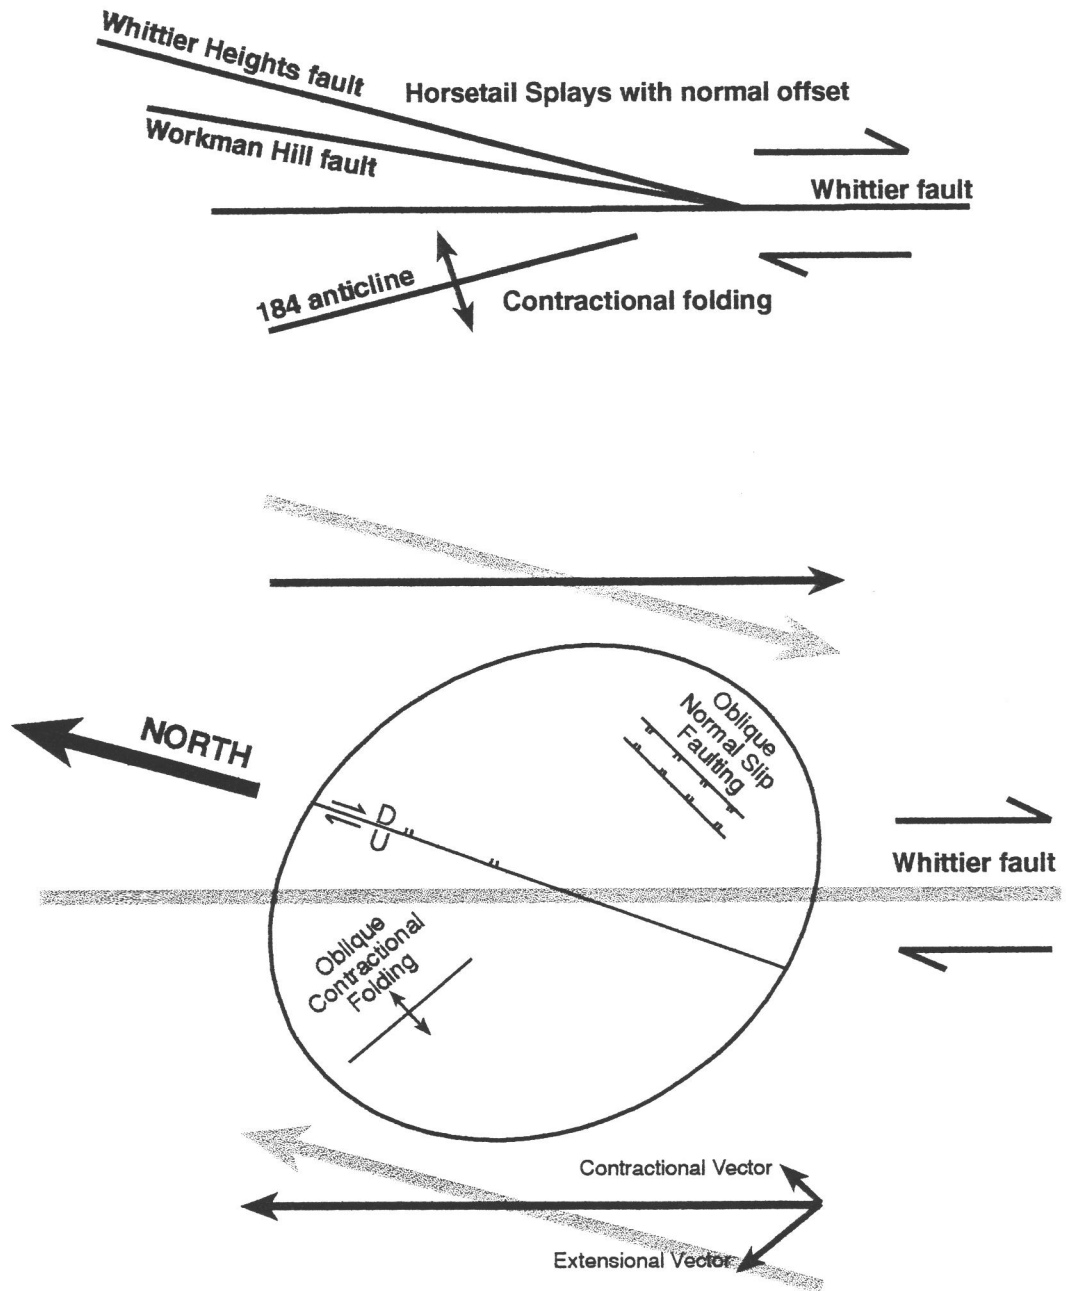 Whittier Heights fault
Horsetail Splays with normal offset
Workman Hill fault
Whittier fault
184 anticline
Contractional folding
NORTH
Oblique
Normal Slip
Faulting
D
U
Whittier fault
Oblique
Contractional
Folding
Contractional Vector
Extensional Vector